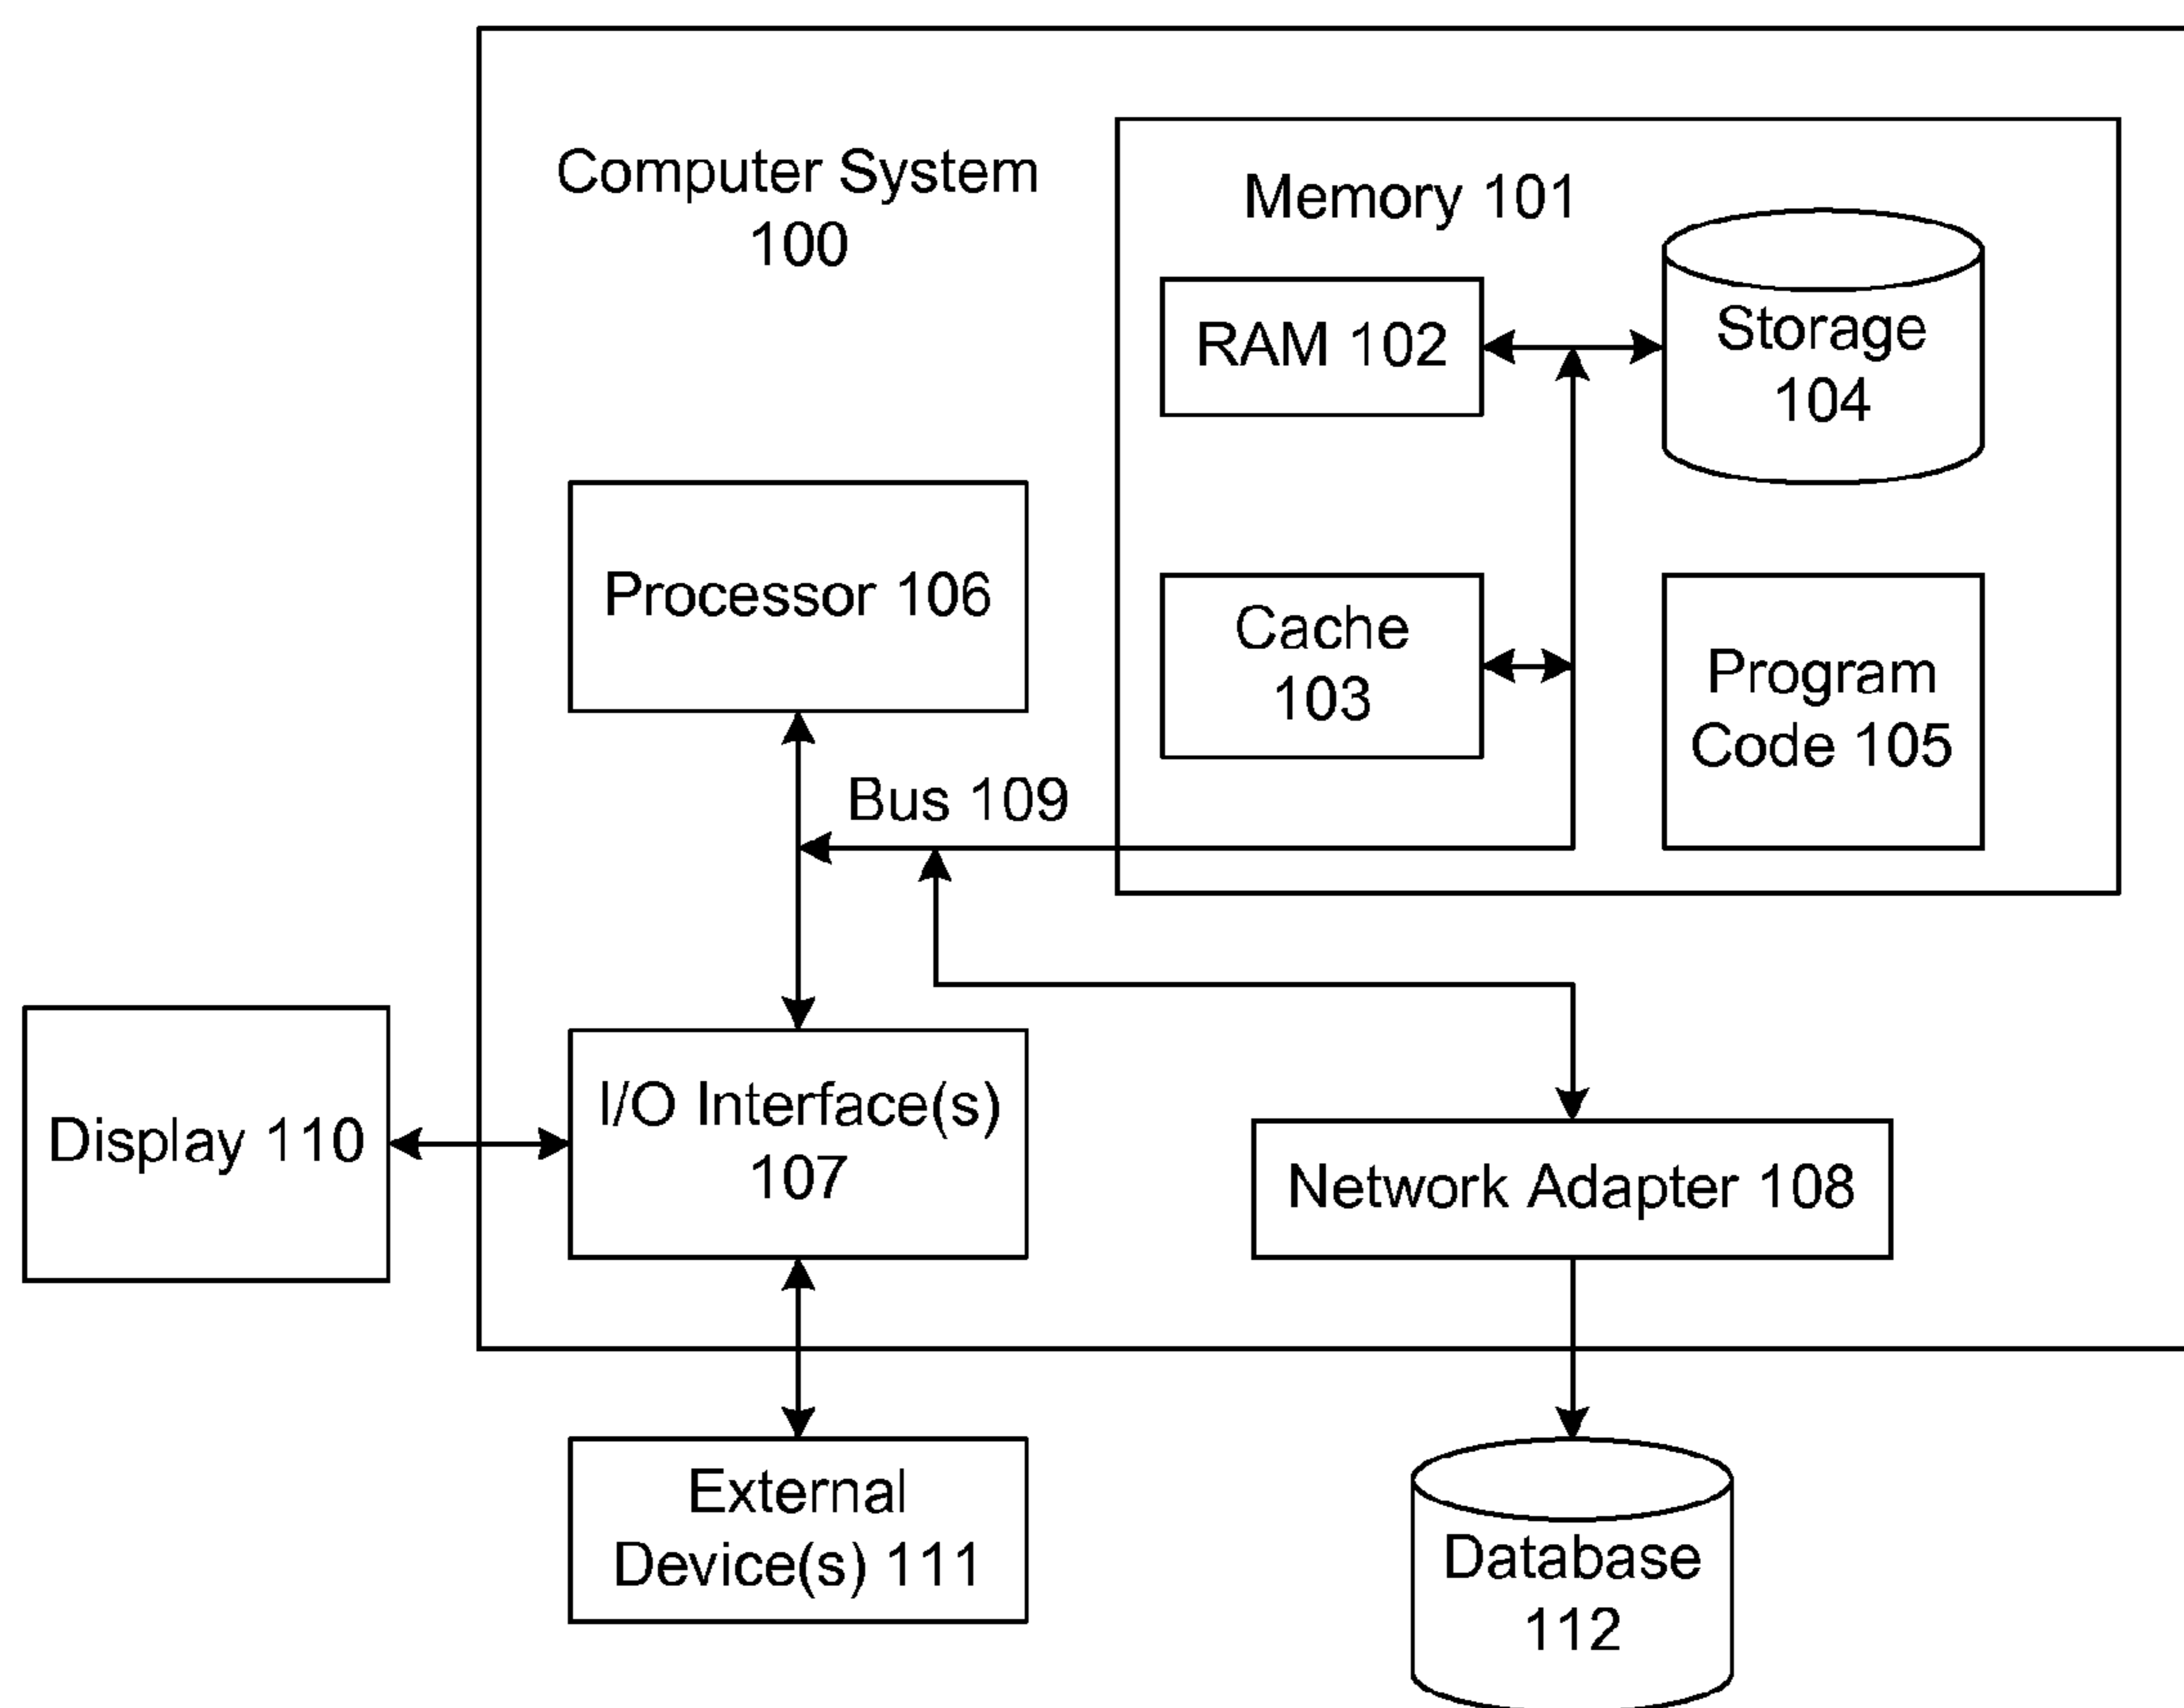 Computer System
100
Memory 101
RAM 102
Storage
104
Processor 106
Cache
103
Program
Code 105
Bus 109
Display 110
I/O Interface(s)
107
Network Adapter 108
External
Device(s) 111
Database
112